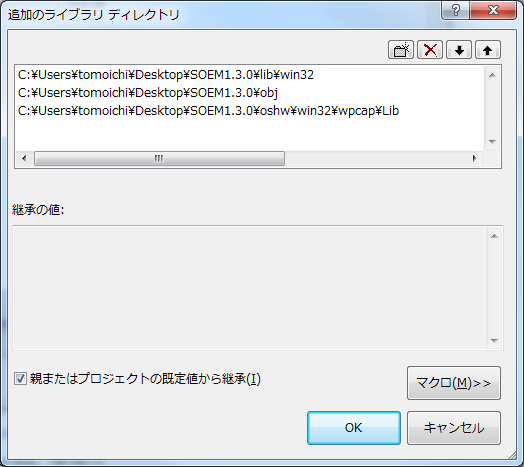 追加のライブラリ ディレクトリ
C:¥Users¥tomoichi¥Desktop¥SOEM1.3.0¥lib¥win32
C:¥Users¥tomoichi¥Desktop¥SOEM1.3.0¥obj
C:¥Users¥tomoichi¥Desktop¥SOEM1.3.0¥oshw¥win32¥wpcap¥Lib
継承の値:
親またはプロジェクトの既定値から継承(I)
マクロ(M)>>
OK
キャンセル